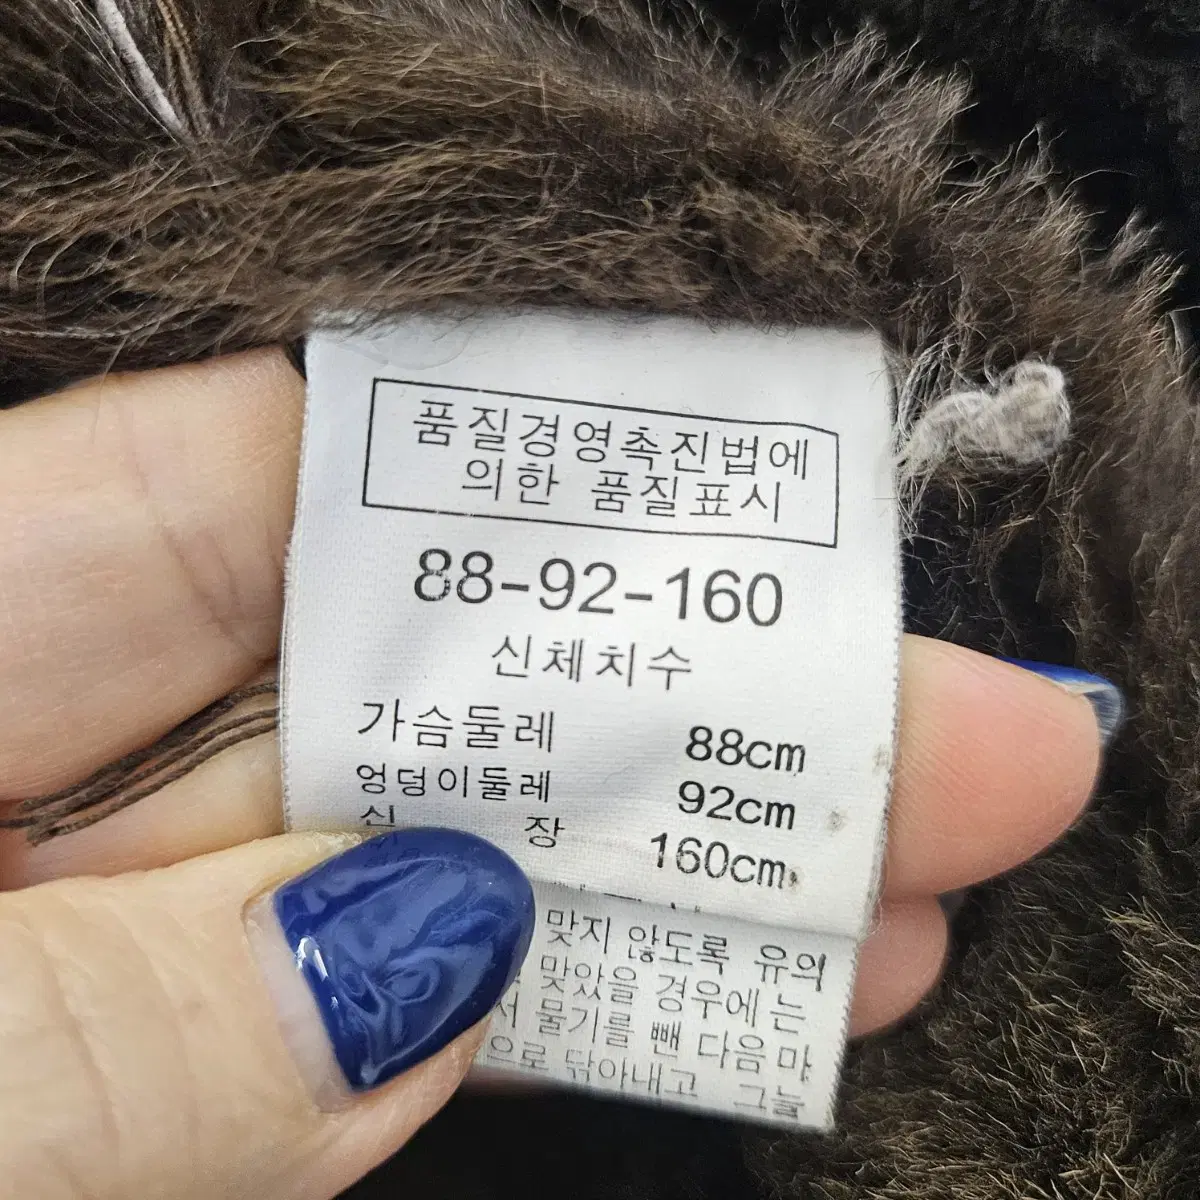 품질경영촉진법에
의한 품질표시
88-92-160
신체치수
가슴둘레 88cm
엉덩이둘레 92cm
신 장 160cm
맞지 않도록 유의
맞았을 경우에는
물기를 뺀 다음 마
으로 닦아내고 그늘